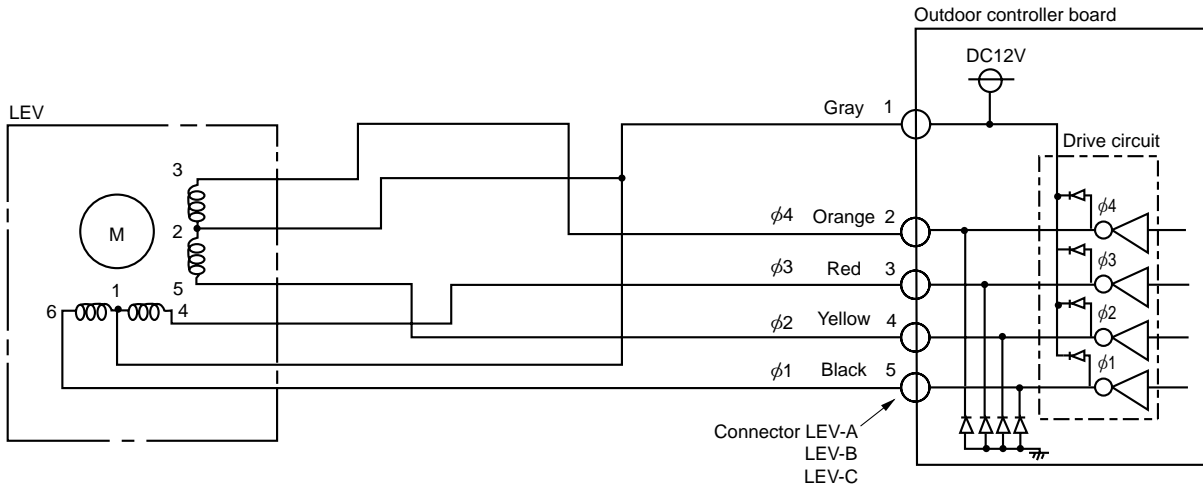 Outdoor controller board
DC12V
LEV
Gray 1
Drive circuit
3
M
2
ϕ4 Orange 2
ϕ4
ϕ3 Red 3
ϕ3
5
1
6
4
ϕ2 Yellow 4
ϕ2
ϕ1 Black 5
ϕ1
Connector LEV-A
LEV-B
LEV-C